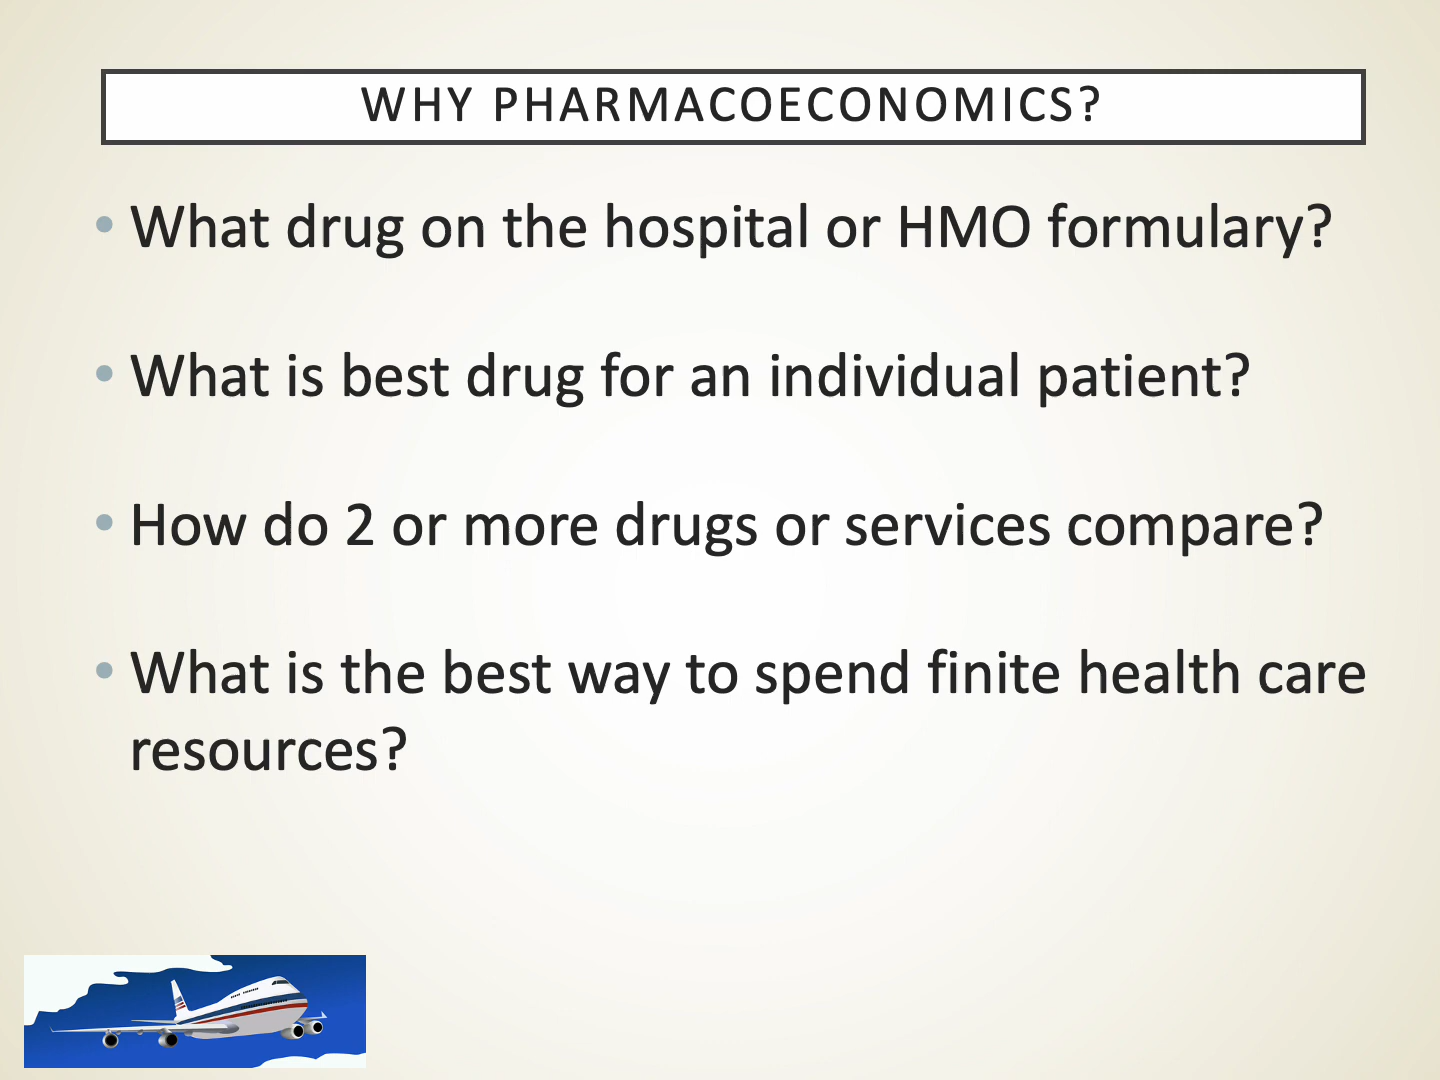 WHY PHARMACOECONOMICS?
• What drug on the hospital or HMO formulary?
• What is best drug for an individual patient?
• How do 2 or more drugs or services compare?
• What is the best way to spend finite health care
resources?